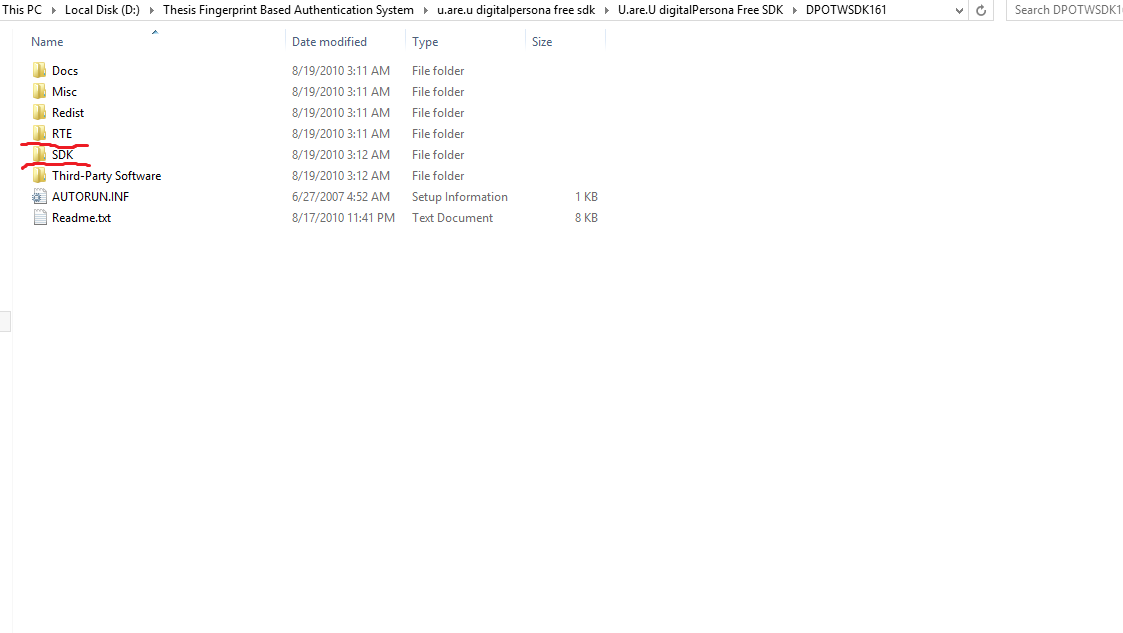 This PC > Local Disk (D:) > Thesis Fingerprint Based Authentication System > u.are.u digitalpersona free sdk > U.are.U digitalPersona Free SDK > DPOTWSDK161 Search DPOTWSDK1
Name Date modified Type Size
Docs 8/19/2010 3:11 AM File folder
Misc 8/19/2010 3:11 AM File folder
Redist 8/19/2010 3:11 AM File folder
RTE 8/19/2010 3:11 AM File folder
SDK 8/19/2010 3:12 AM File folder
Third-Party Software 8/19/2010 3:12 AM File folder
AUTORUN.INF 6/27/2007 4:52 AM Setup Information 1 KB
Readme.txt 8/17/2010 11:41 PM Text Document 8 KB